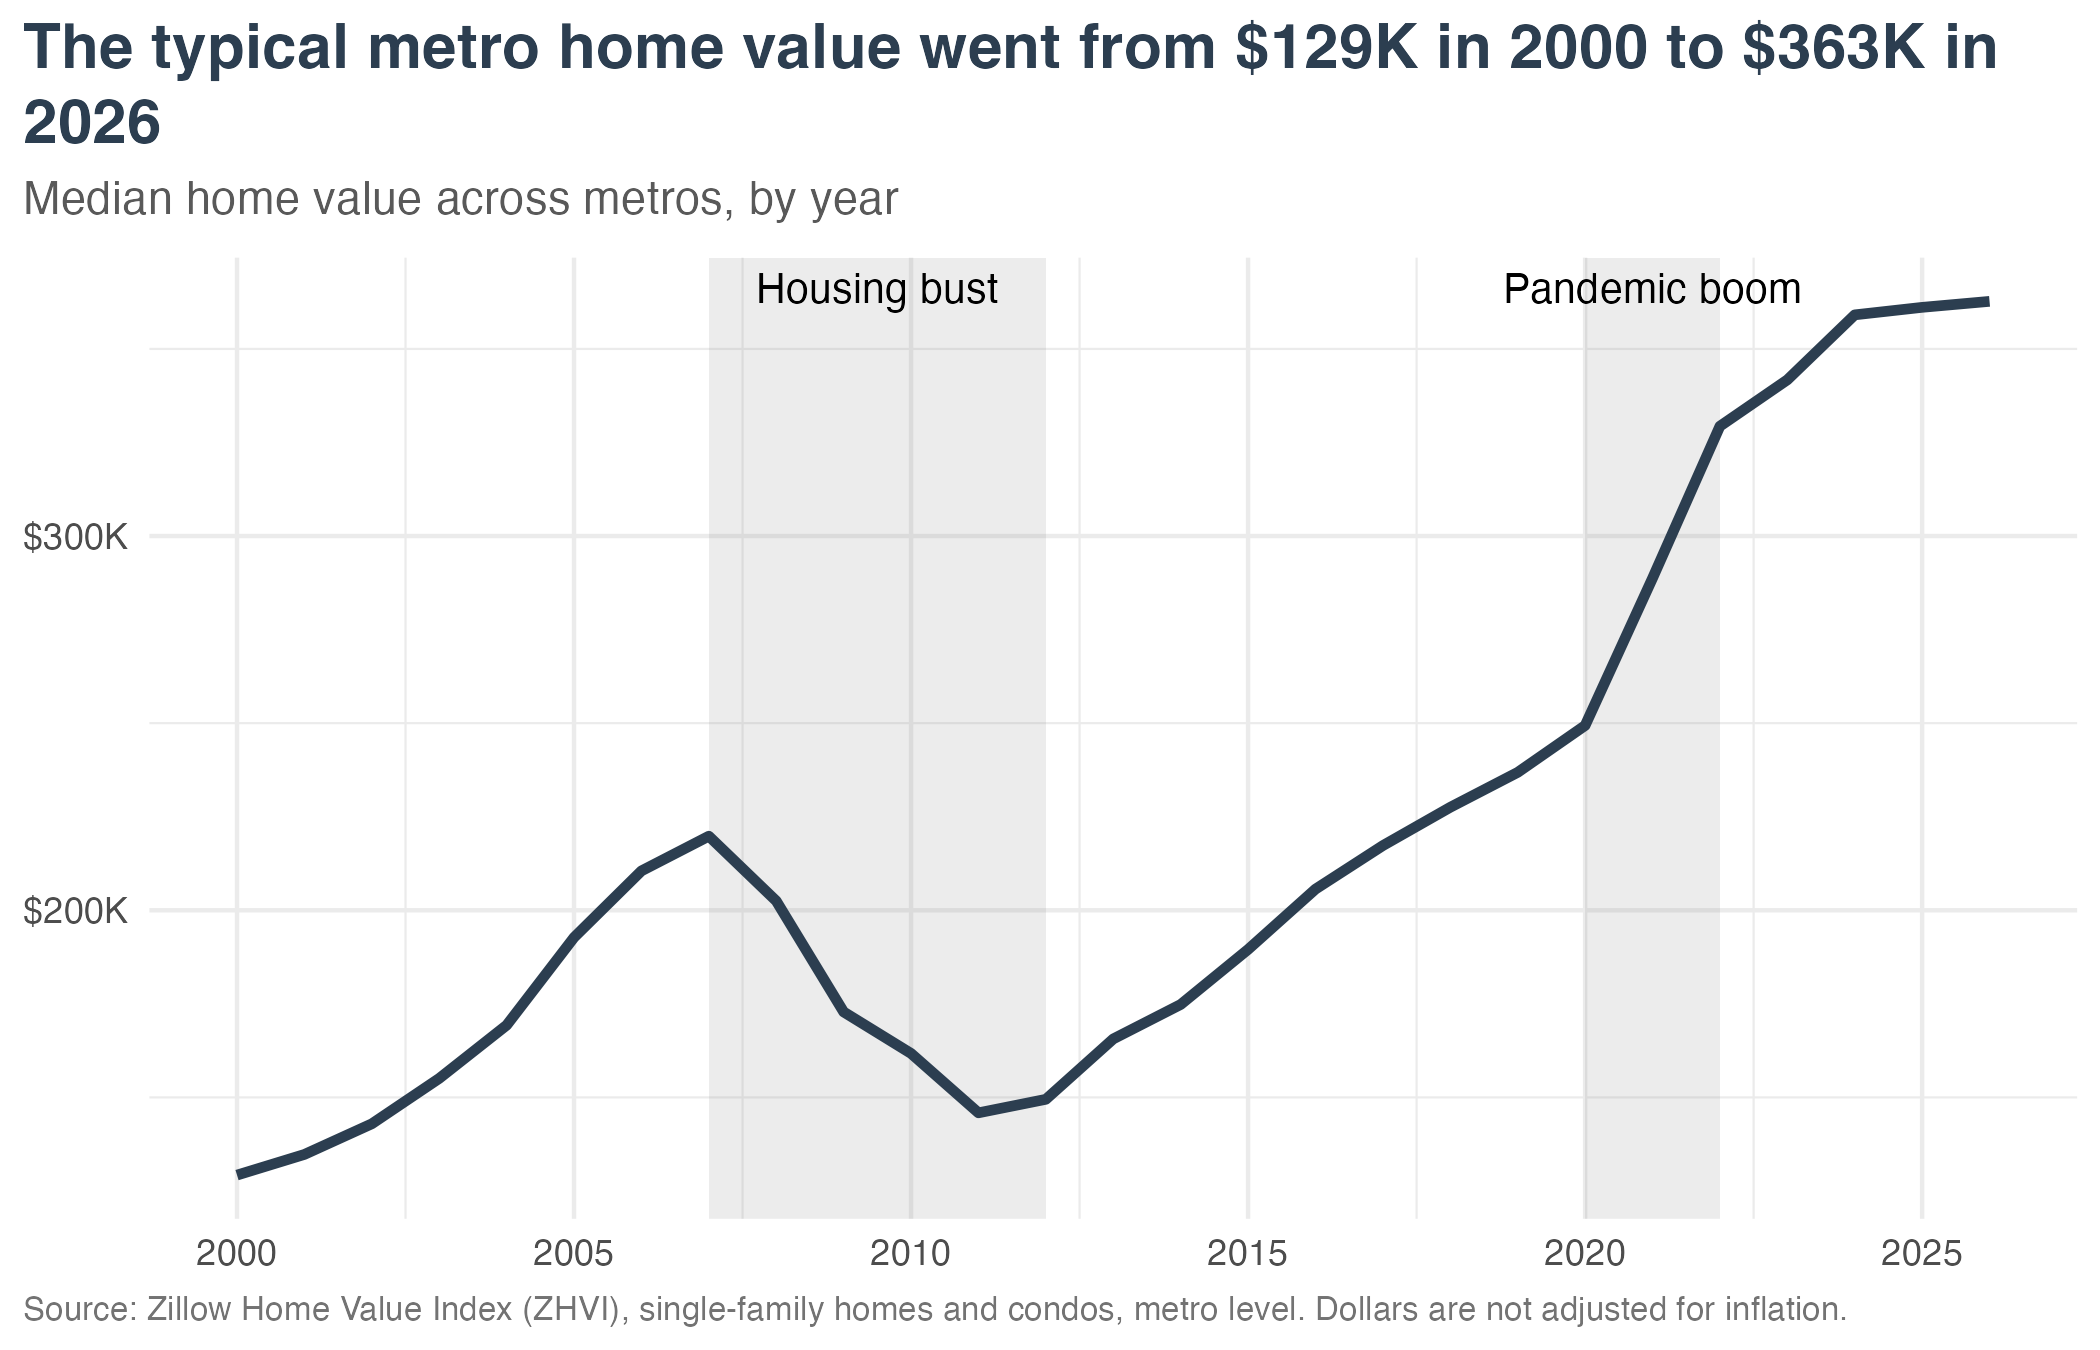 The typical metro home value went from $129K in 2000 to $363K in
2026
Median home value across metros, by year
Housing bust
Pandemic boom
$300K
$200K
2000
2005
2010
2015
2020
2025
Source: Zillow Home Value Index (ZHVI), single-family homes and condos, metro level. Dollars are not adjusted for inflation.